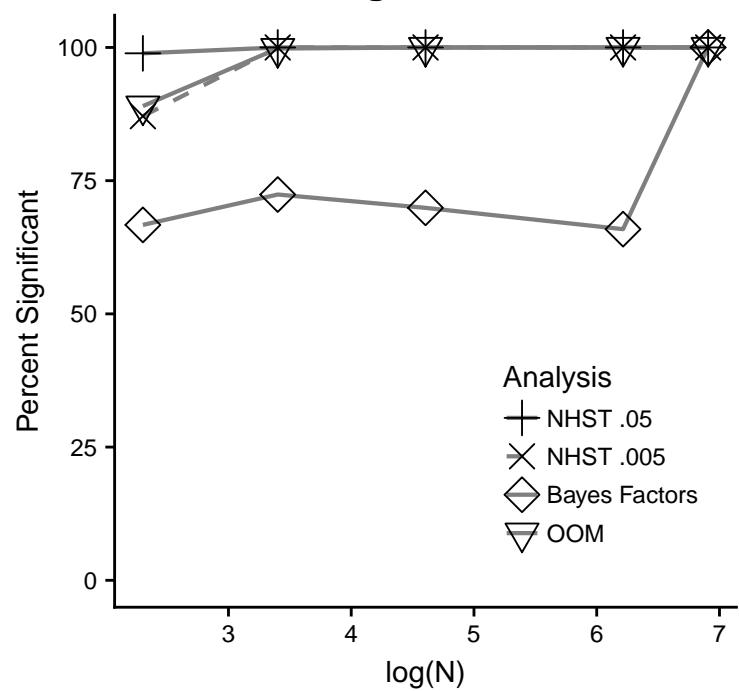 100
75
50
25
0
Percent Significant
Analysis
NHST .05
NHST .005
Bayes Factors
OOM
3 4 5 6 7
log(N)